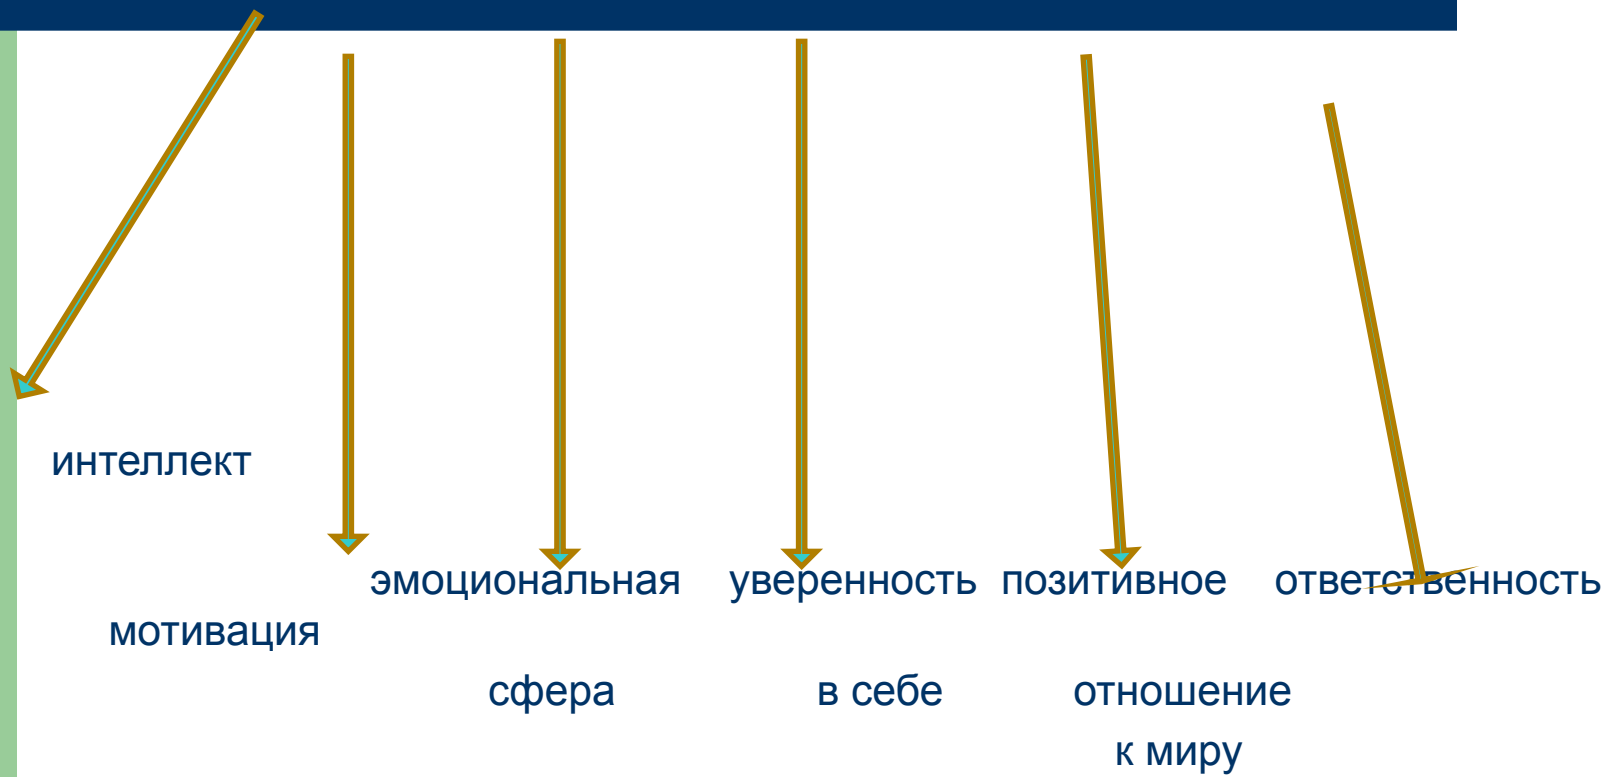 интеллект
эмоциональная уверенность позитивное ответственность
мотивация
сфера в себе отношение
к миру